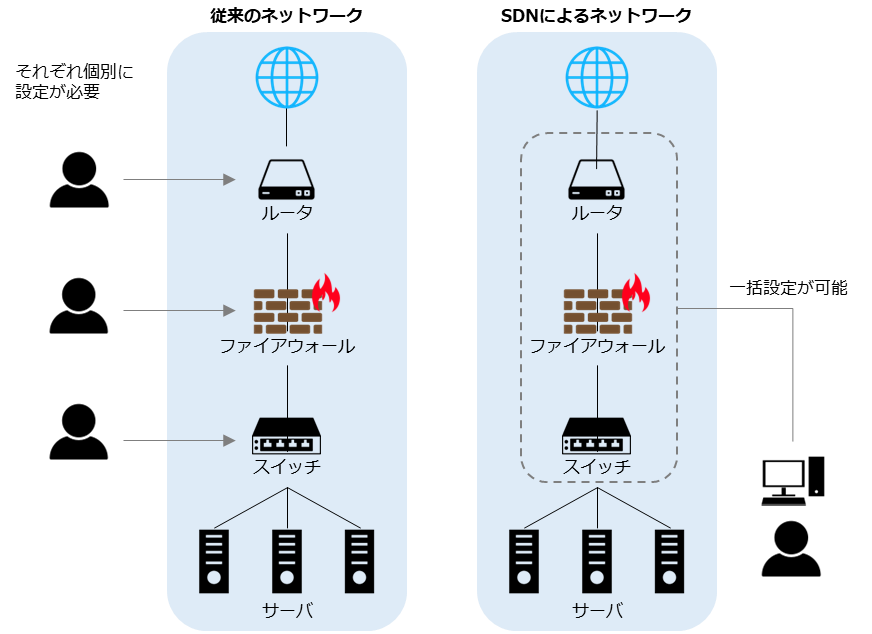 従来のネットワーク
SDNによるネットワーク
それぞれ個別に
設定が必要
ルータ
ファイアウォール
スイッチ
サーバ
ルータ
ファイアウォール
スイッチ
サーバ
一括設定が可能